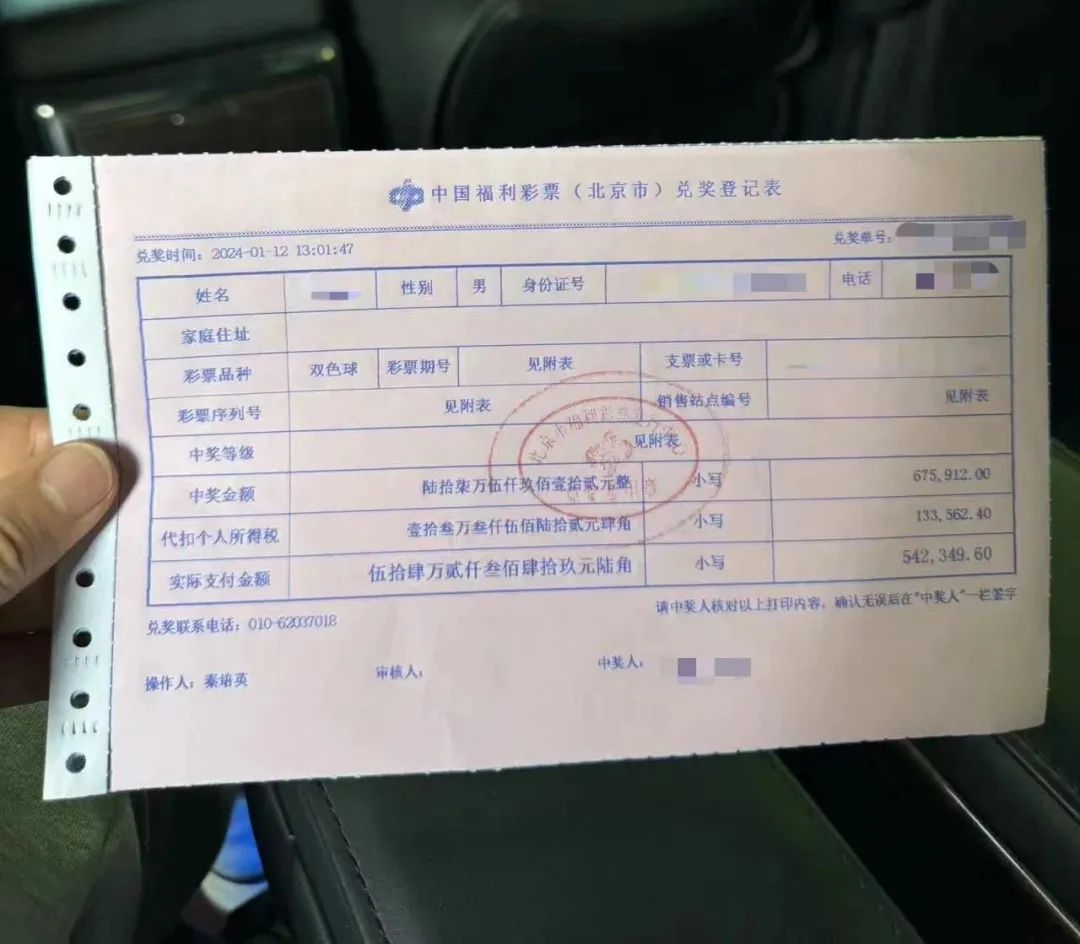 中国福利彩票（北京市）兑奖登记表
兑奖时间：2024-01-12 13:01:47 兑奖单号：
姓名 性别 男 身份证号 电话
家庭住址
彩票品种 双色球 彩票期号 见附表 支票或卡号
彩票序列号 见附表 销售站点编号 见附表
中奖等级 见附表
中奖金额 陆拾柒万伍仟玖佰壹拾贰元整 小写 675,912.00
代扣个人所得税 壹拾叁万叁仟伍佰陆拾贰元肆角 小写 133,562.40
实际支付金额 伍拾肆万贰仟叁佰肆拾玖元陆角 小写 542,349.60
兑奖联系电话：010-62037018 请中奖人核对以上打印内容，确认无误后在"中奖人"一栏签字
操作人：秦培英 审核人： 中奖人：